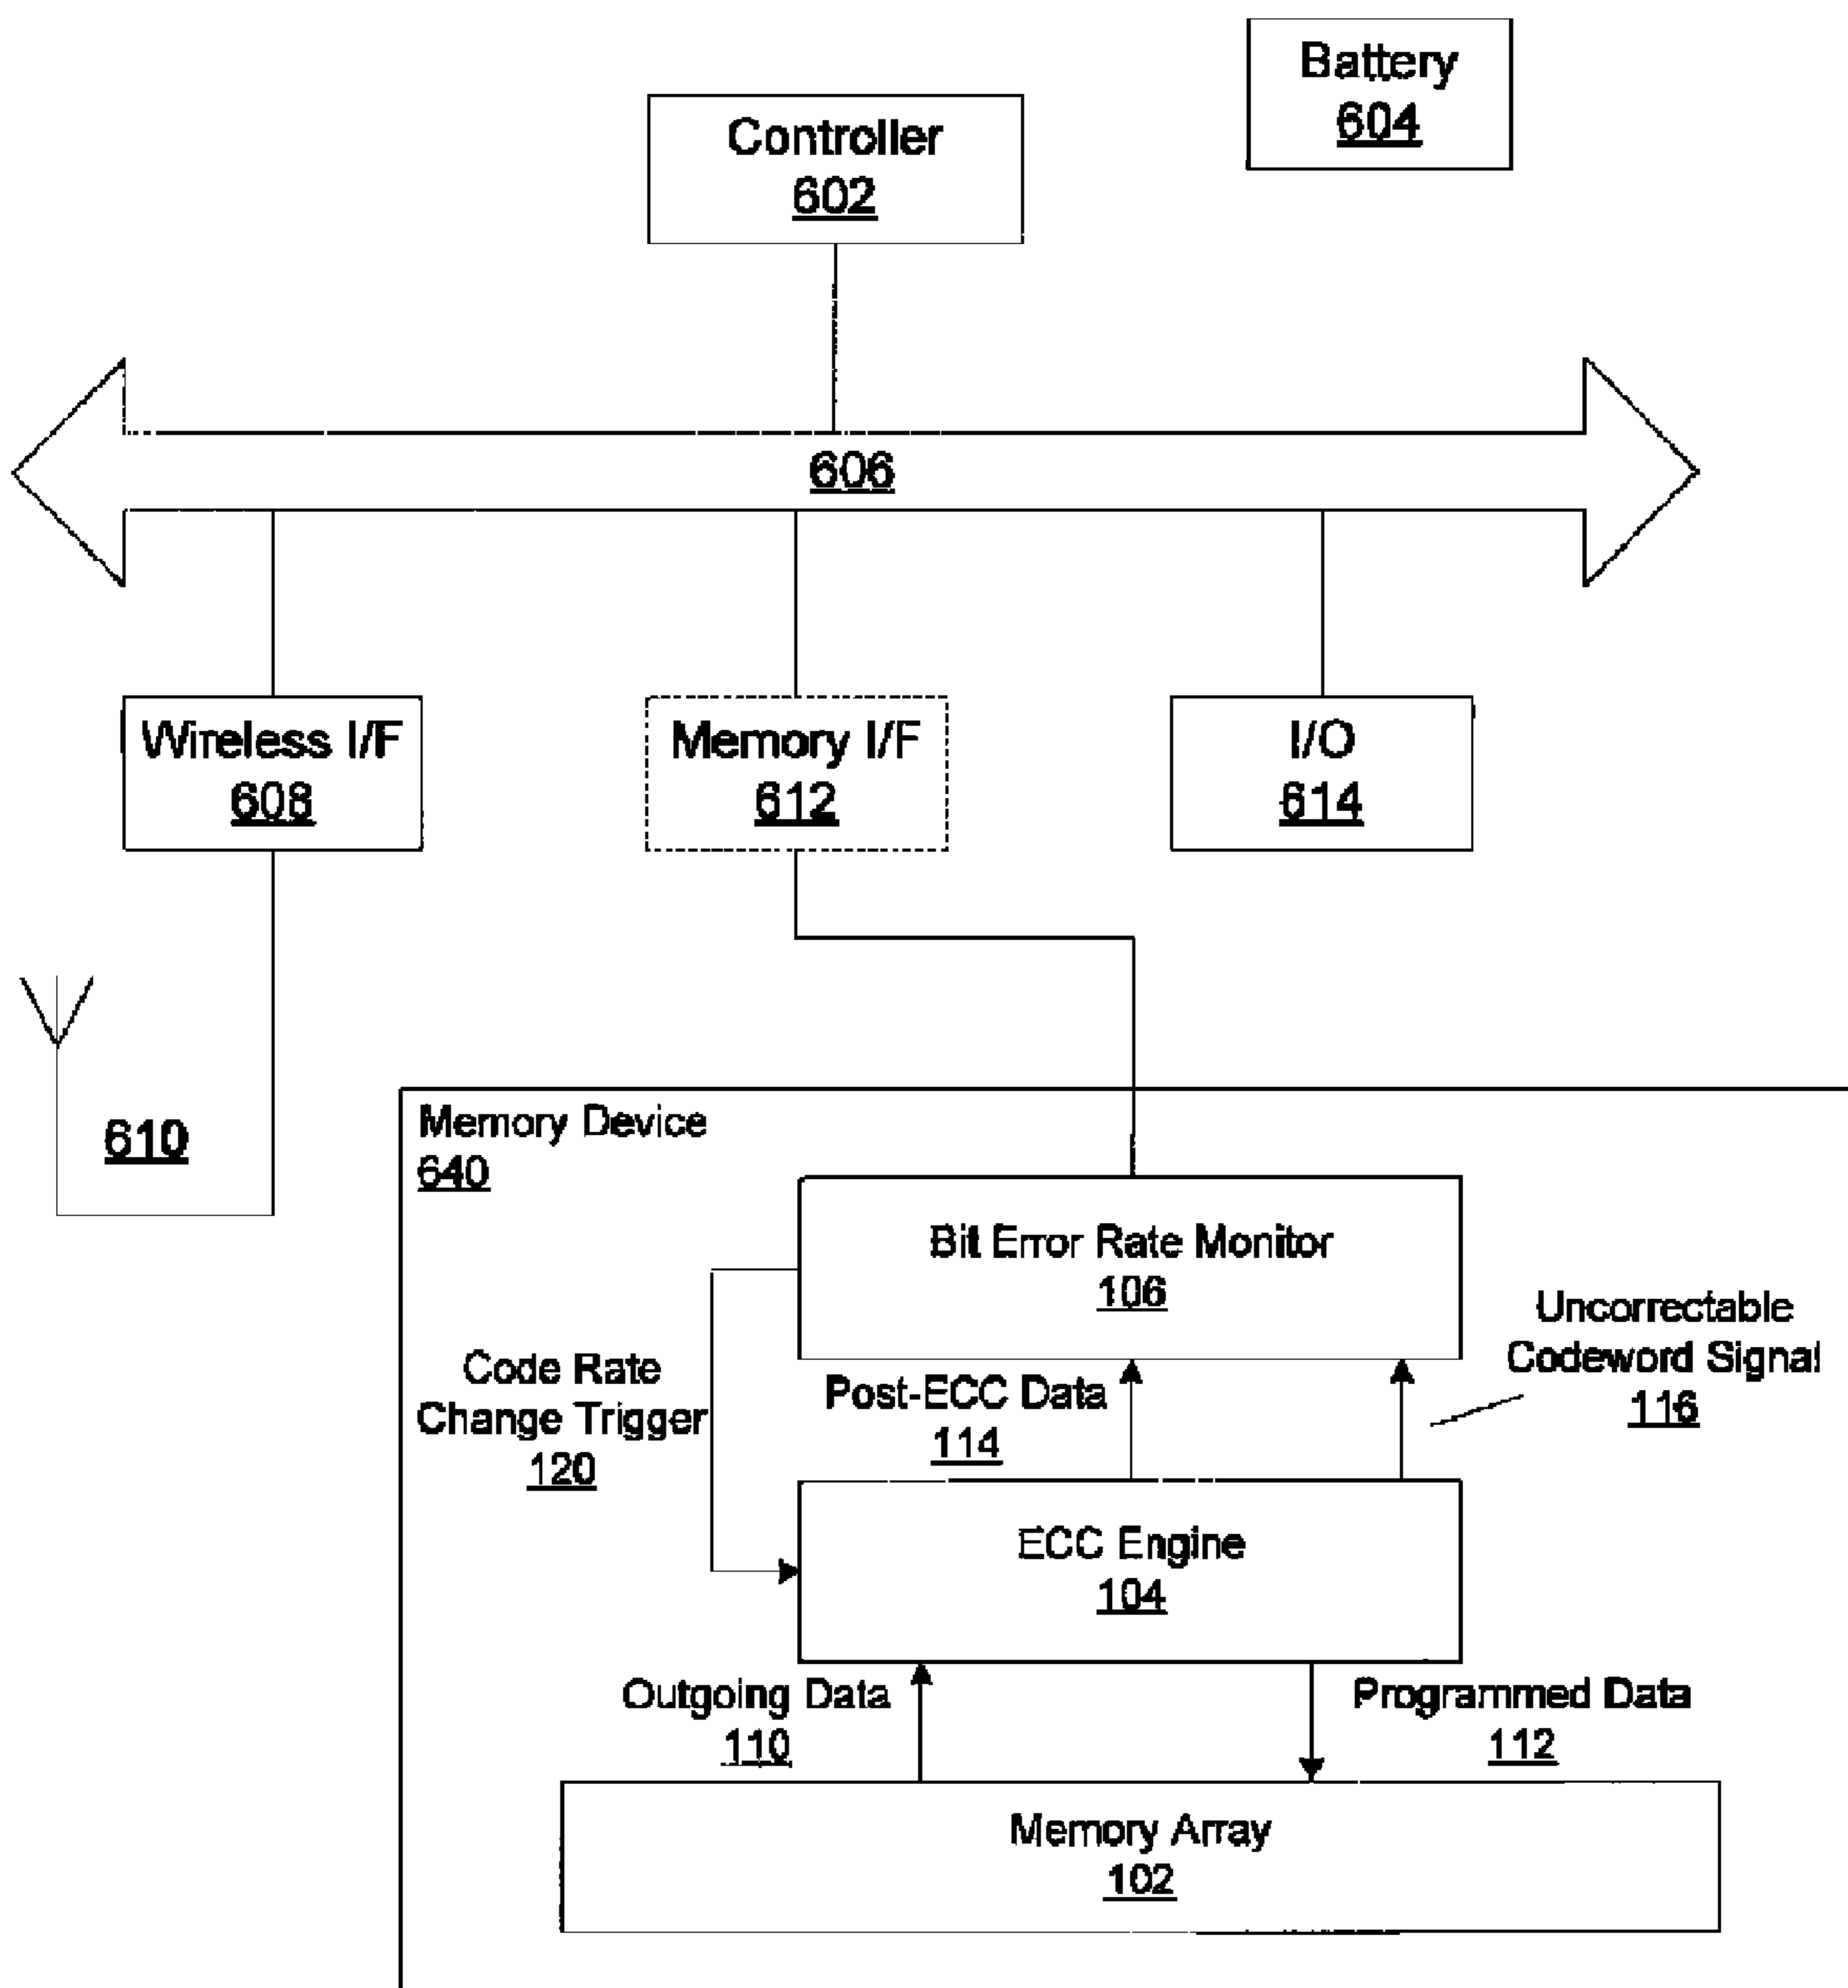 Battery
604
Controller
602
606
Wireless I/F
608
Memory I/F
612
I/O
614
610
Memory Device
640
Bit Error Rate Monitor
106
Uncorrectable
Codeword Signal
116
Code Rate
Change Trigger
120
Post-ECC Data
114
ECC Engine
104
Outgoing Data
110
Programmed Data
112
Memory Array
102